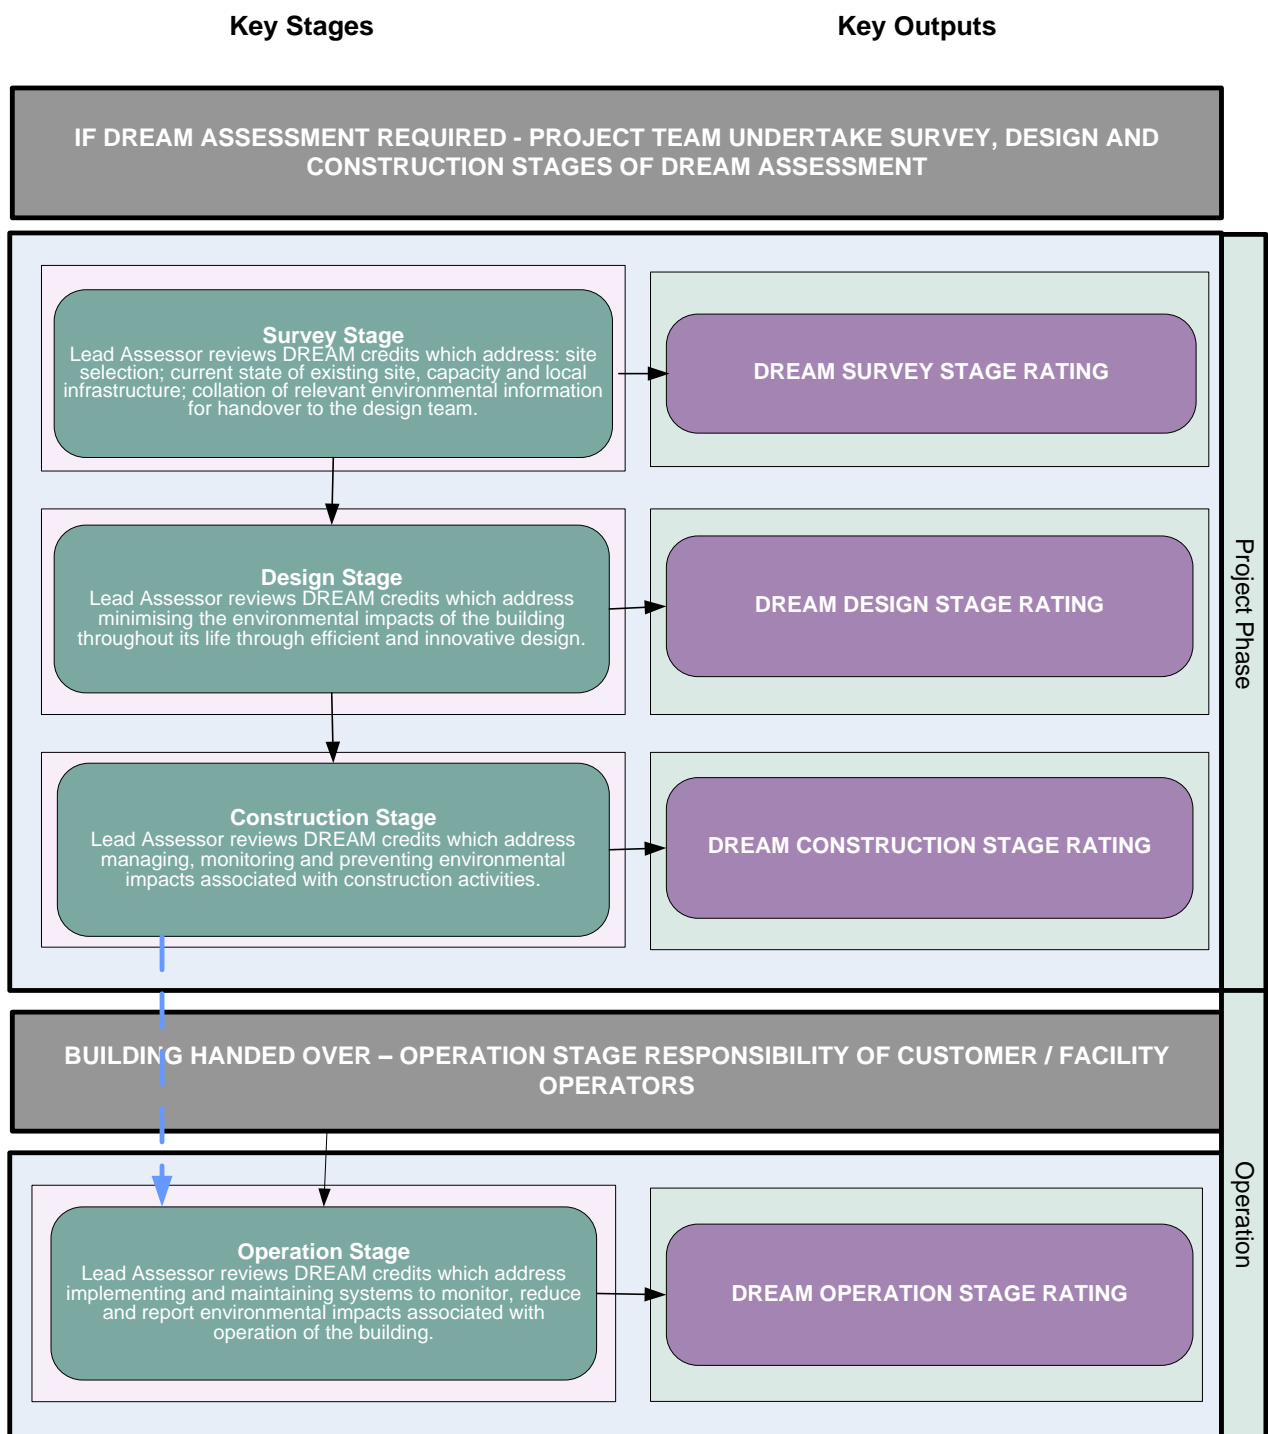 Key Stages
Key Outputs
IF DREAM ASSESSMENT REQUIRED - PROJECT TEAM UNDERTAKE SURVEY, DESIGN AND
CONSTRUCTION STAGES OF DREAM ASSESSMENT
Survey Stage
Lead Assessor reviews DREAM credits which address: site
selection; current state of existing site, capacity and local
infrastructure; collation of relevant environmental information
for handover to the design team.
DREAM SURVEY STAGE RATING
Design Stage
Lead Assessor reviews DREAM credits which address
minimising the environmental impacts of the building
throughout its life through efficient and innovative design.
DREAM DESIGN STAGE RATING
Construction Stage
Lead Assessor reviews DREAM credits which address
managing, monitoring and preventing environmental
impacts associated with construction activities.
DREAM CONSTRUCTION STAGE RATING
Project Phase
BUILDING HANDED OVER – OPERATION STAGE RESPONSIBILITY OF CUSTOMER / FACILITY
OPERATORS
Operation Stage
Lead Assessor reviews DREAM credits which address
implementing and maintaining systems to monitor, reduce
and report environmental impacts associated with
operation of the building.
DREAM OPERATION STAGE RATING
Operation